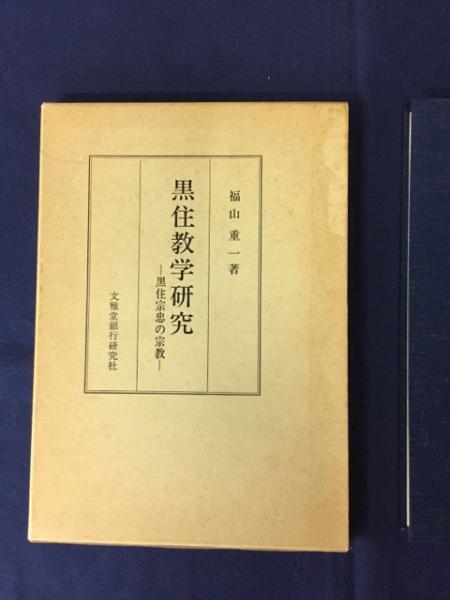 福山重一著
黒住教学研究
―黒住宗忠の宗教―
文雅堂銀行研究社